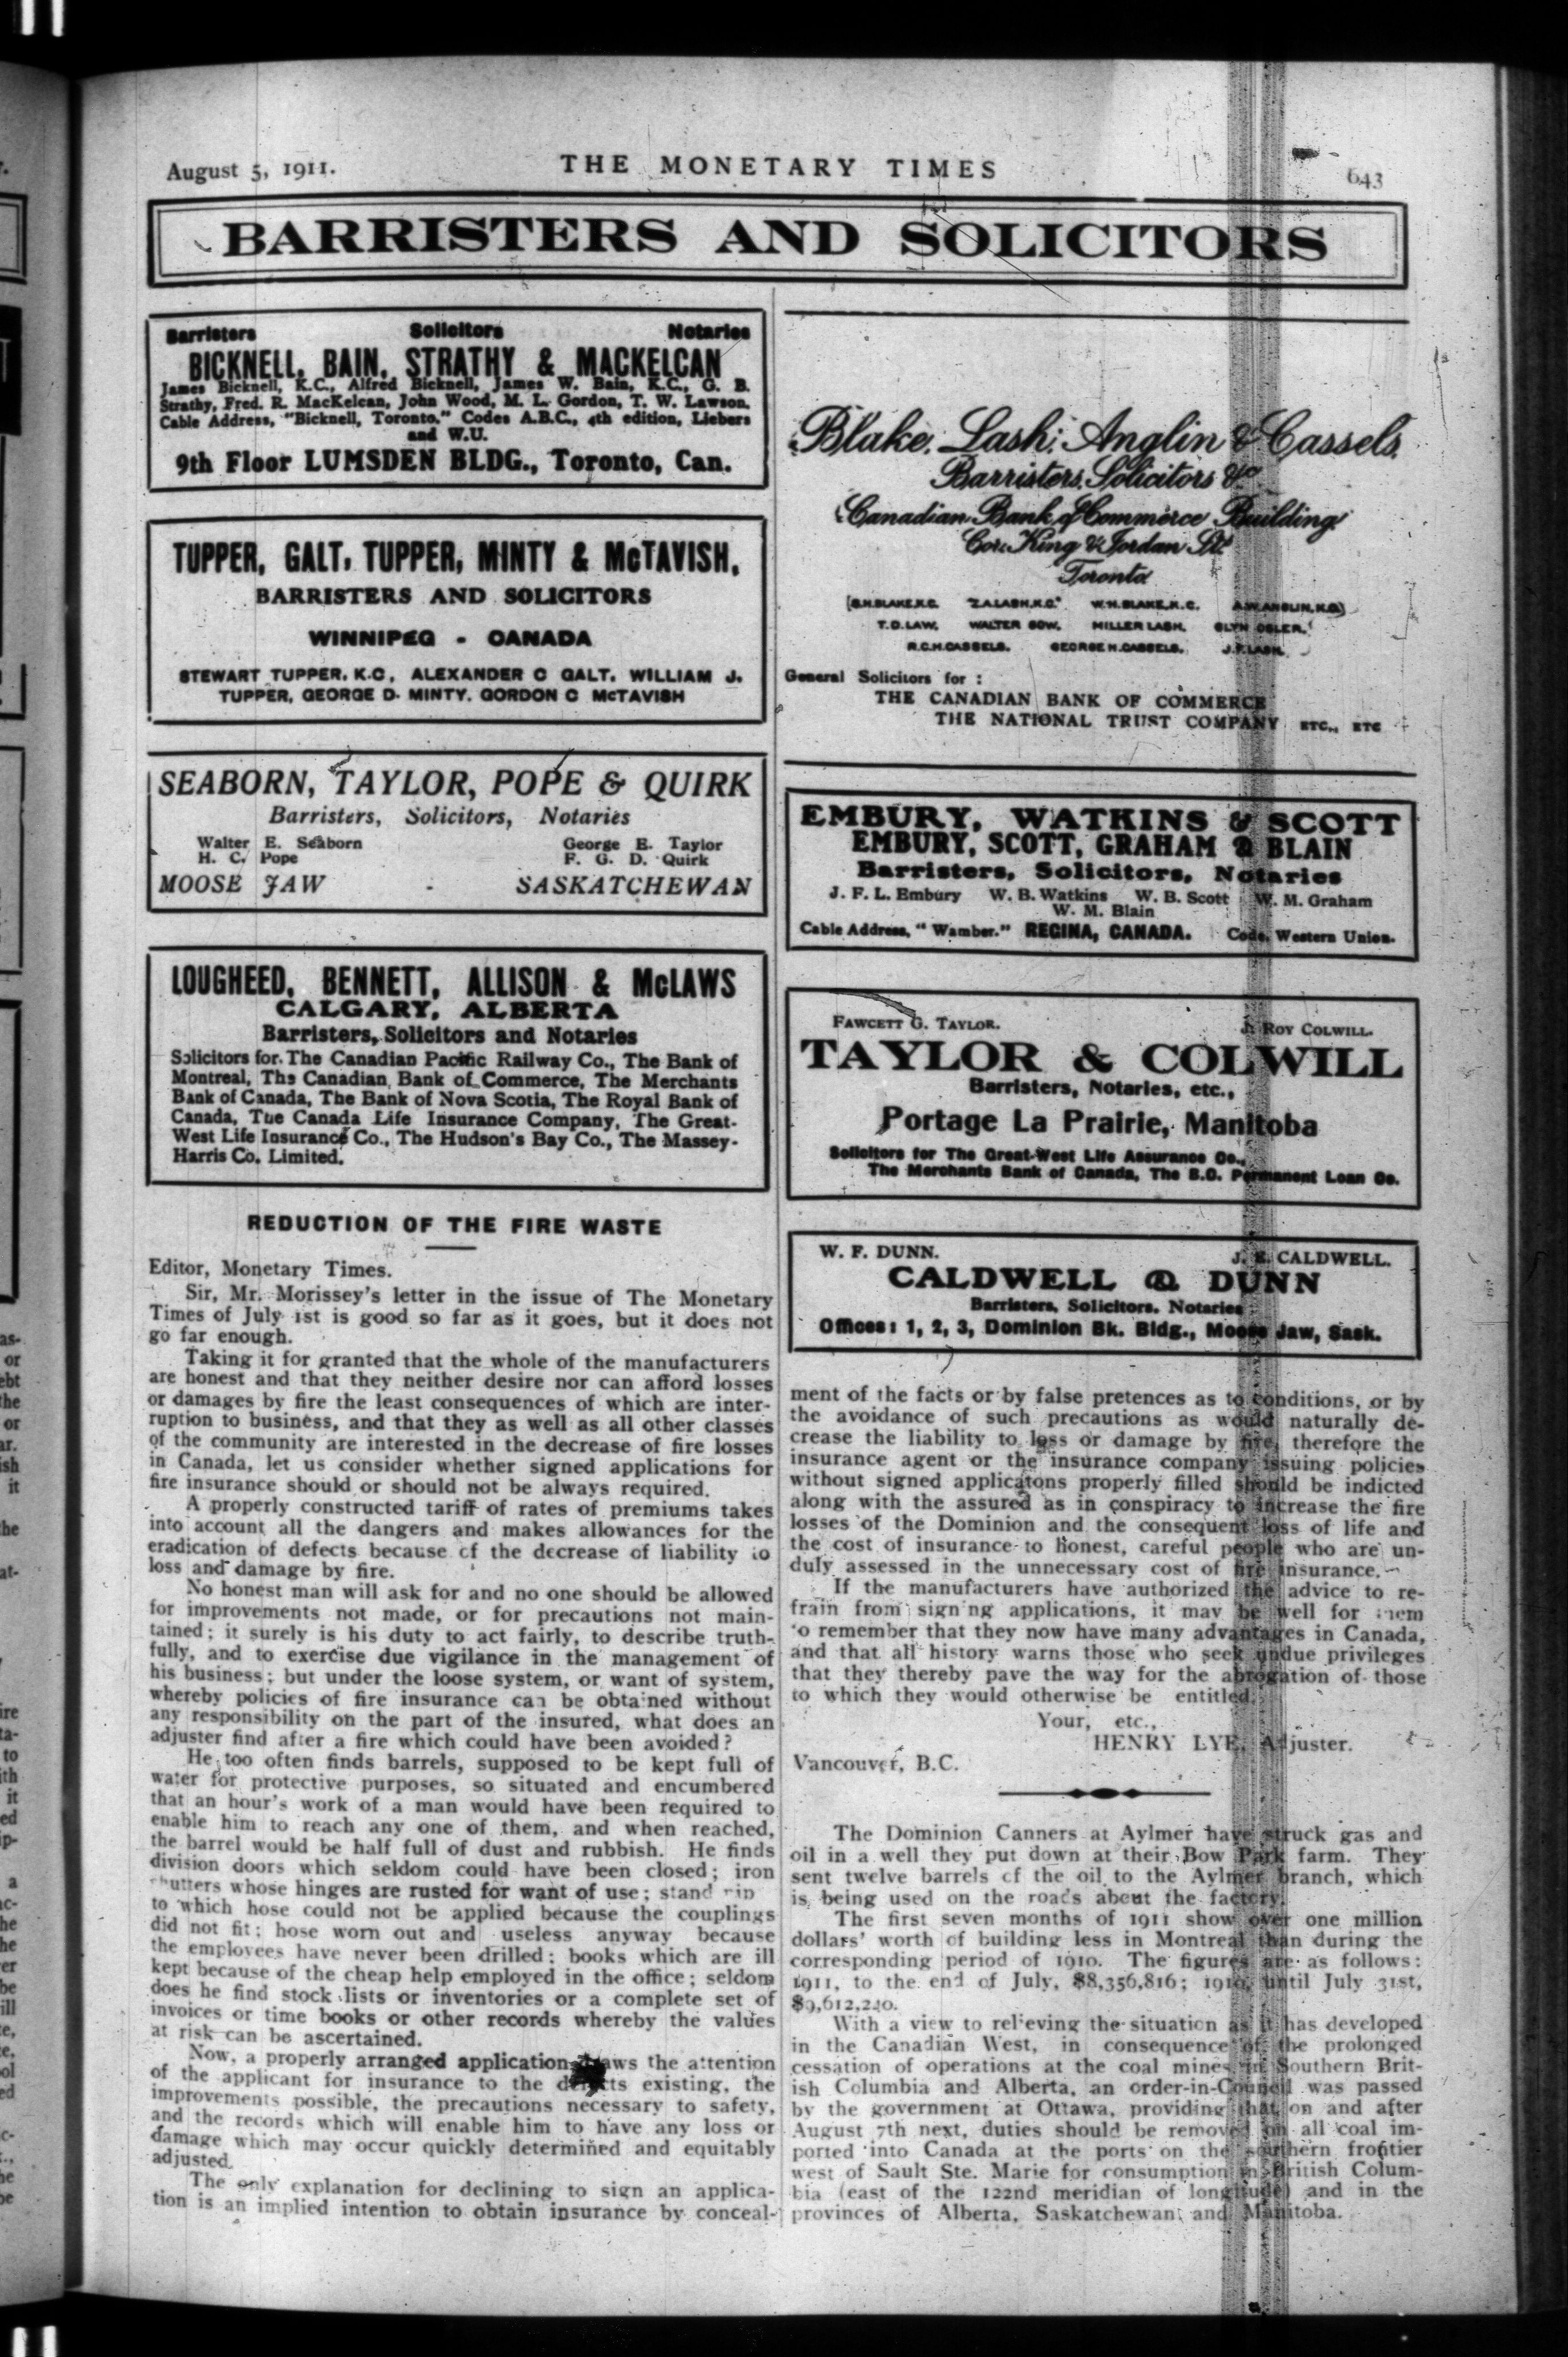 August 5, 1911.
THE MONETARY TIMES
643
BARRISTERS AND SOLICITORS
Barristers Solicitors Notaries
BICKNELL, BAIN, STRATHY & MACKELCAN
James Bicknell, K.C., Alfred Bicknell, James W. Bain, K.C., G. B.
Strathy, Fred. R. MacKelcan, John Wood, M. L. Gordon, T. W. Lawson.
Cable Address, "Bicknell, Toronto." Codes A.B.C., 4th edition, Liebers
and W.U.
9th Floor LUMSDEN BLDG., Toronto, Can.
TUPPER, GALT, TUPPER, MINTY & McTAVISH,
BARRISTERS AND SOLICITORS
WINNIPEG - CANADA
STEWART TUPPER, K.C, ALEXANDER C GALT, WILLIAM J.
TUPPER, GEORGE D. MINTY, GORDON C McTAVISH
SEABORN, TAYLOR, POPE & QUIRK
Barristers, Solicitors, Notaries
Walter E. Seaborn George E. Taylor
H. C. Pope F. G. D. Quirk
MOOSE JAW - SASKATCHEWAN
LOUGHEED, BENNETT, ALLISON & McLAWS
CALGARY, ALBERTA
Barristers, Solicitors and Notaries
Solicitors for The Canadian Pacific Railway Co., The Bank of
Montreal, The Canadian Bank of Commerce, The Merchants
Bank of Canada, The Bank of Nova Scotia, The Royal Bank of
Canada, Tue Canada Life Insurance Company, The Great-
West Life Insurance Co., The Hudson's Bay Co., The Massey-
Harris Co. Limited.
REDUCTION OF THE FIRE WASTE
Editor, Monetary Times.
Sir, Mr. Morissey's letter in the issue of The Monetary
Times of July 1st is good so far as it goes, but it does not
go far enough.
Taking it for granted that the whole of the manufacturers
are honest and that they neither desire nor can afford losses
or damages by fire the least consequences of which are inter-
ruption to business, and that they as well as all other classes
of the community are interested in the decrease of fire losses
in Canada, let us consider whether signed applications for
fire insurance should or should not be always required.
A properly constructed tariff of rates of premiums takes
into account all the dangers and makes allowances for the
eradication of defects because of the decrease of liability to
loss and damage by fire.
No honest man will ask for and no one should be allowed
for improvements not made, or for precautions not main-
tained; it surely is his duty to act fairly, to describe truth-
fully, and to exercise due vigilance in the management of
his business; but under the loose system, or want of system,
whereby policies of fire insurance can be obtained without
any responsibility on the part of the insured, what does an
adjuster find after a fire which could have been avoided?
He too often finds barrels, supposed to be kept full of
water for protective purposes, so situated and encumbered
that an hour's work of a man would have been required to
enable him to reach any one of them, and when reached,
the barrel would be half full of dust and rubbish. He finds
division doors which seldom could have been closed; iron
shutters whose hinges are rusted for want of use; stand pip
to which hose could not be applied because the couplings
did not fit; hose worn out and useless anyway because
the employees have never been drilled; books which are ill
kept because of the cheap help employed in the office; seldom
does he find stock lists or inventories or a complete set of
invoices or time books or other records whereby the values
at risk can be ascertained.
Now, a properly arranged application draws the attention
of the applicant for insurance to the defects existing, the
improvements possible, the precautions necessary to safety,
and the records which will enable him to have any loss or
damage which may occur quickly determined and equitably
adjusted.
The only explanation for declining to sign an applica-
tion is an implied intention to obtain insurance by conceal-
Blake, Lash, Anglin & Cassels,
Barristers, Solicitors &c
Canadian Bank of Commerce Building
Cor. King & Jordan St.
Toronto
[S.H. BLAKE, K.C. Z.A. LASH, K.C. W.H. BLAKE, K.C. A.W. ANGLIN, K.C.]
T.D. LAW. WALTER GOW. MILLER LASH. GLYN OSLER.
R.C.H. CASSELS. GEORGE H. CASSELS. J.F. LASH.
General Solicitors for :
THE CANADIAN BANK OF COMMERCE
THE NATIONAL TRUST COMPANY ETC., ETC
EMBURY, WATKINS & SCOTT
EMBURY, SCOTT, GRAHAM & BLAIN
Barristers, Solicitors, Notaries
J. F. L. Embury W. B. Watkins W. B. Scott W. M. Graham
W. M. Blain
Cable Address, "Wamber." REGINA, CANADA. Code, Western Union.
FAWCETT G. TAYLOR. J. ROY COLWILL.
TAYLOR & COLWILL
Barristers, Notaries, etc.,
Portage La Prairie, Manitoba
Solicitors for The Great-West Life Assurance Co.,
The Merchants Bank of Canada, The B.C. Permanent Loan Co.
W. F. DUNN. J. E. CALDWELL.
CALDWELL & DUNN
Barristers, Solicitors, Notaries
Offices: 1, 2, 3, Dominion Bk. Bldg., Moose Jaw, Sask.
ment of the facts or by false pretences as to conditions, or by
the avoidance of such precautions as would naturally de-
crease the liability to loss or damage by fire, therefore the
insurance agent or the insurance company issuing policies
without signed applicatons properly filled should be indicted
along with the assured as in conspiracy to increase the fire
losses of the Dominion and the consequent loss of life and
the cost of insurance to honest, careful people who are un-
duly assessed in the unnecessary cost of fire insurance.
If the manufacturers have authorized the advice to re-
frain from signing applications, it may be well for them
to remember that they now have many advantages in Canada,
and that all history warns those who seek undue privileges
that they thereby pave the way for the abrogation of those
to which they would otherwise be entitled.
Your, etc.,
HENRY LYE, Adjuster.
Vancouver, B.C.
The Dominion Canners at Aylmer have struck gas and
oil in a well they put down at their Bow Park farm. They
sent twelve barrels of the oil to the Aylmer branch, which
is being used on the roads about the factory.
The first seven months of 1911 show over one million
dollars' worth of building less in Montreal than during the
corresponding period of 1910. The figures are as follows:
1911, to the end of July, $8,356,816; 1910, until July 31st,
$9,612,240.
With a view to relieving the situation as it has developed
in the Canadian West, in consequence of the prolonged
cessation of operations at the coal mines in Southern Brit-
ish Columbia and Alberta, an order-in-Council was passed
by the government at Ottawa, providing that on and after
August 7th next, duties should be removed on all coal im-
ported into Canada at the ports on the southern frontier
west of Sault Ste. Marie for consumption in British Colum-
bia (east of the 122nd meridian of longitude) and in the
provinces of Alberta, Saskatchewan and Manitoba.